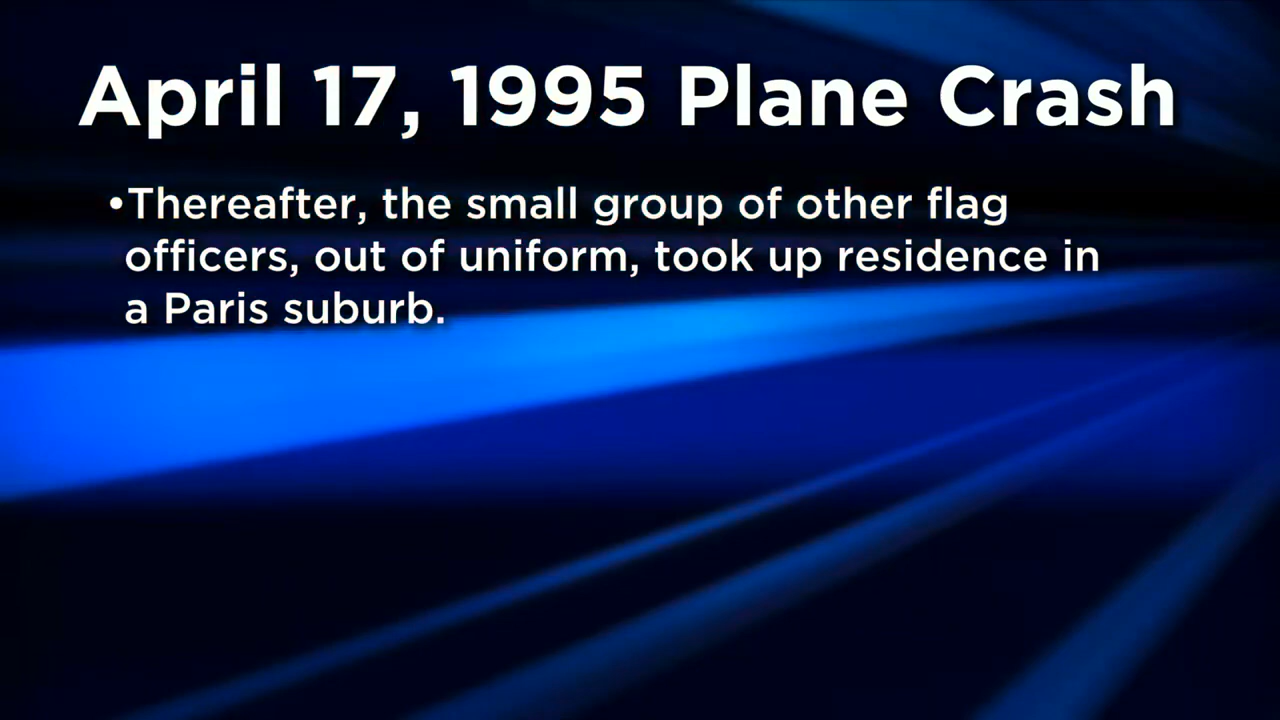 April 17, 1995 Plane Crash
•Thereafter, the small group of other flag
officers, out of uniform, took up residence in
a Paris suburb.